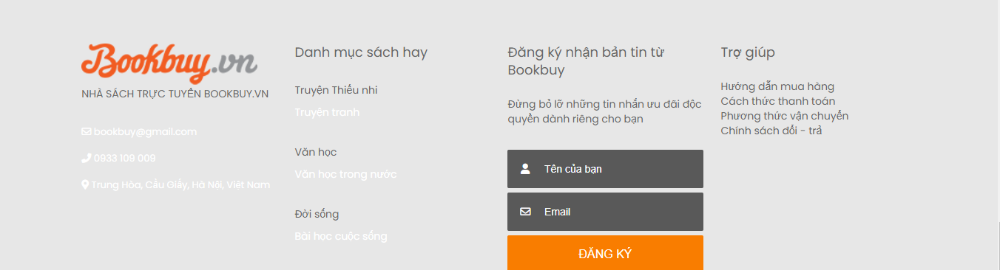 Bookbuy.vn
NHÀ SÁCH TRỰC TUYẾN BOOKBUY.VN
bookbuy@gmail.com
0933 109 009
Trung Hòa, Cầu Giấy, Hà Nội, Việt Nam
Danh mục sách hay
Truyện Thiếu nhi
Truyện tranh
Văn học
Văn học trong nước
Đời sống
Bài học cuộc sống
Đăng ký nhận bản tin từ
Bookbuy
Đừng bỏ lỡ những tin nhắn ưu đãi độc
quyền dành riêng cho bạn
Tên của bạn
Email
ĐĂNG KÝ
Trợ giúp
Hướng dẫn mua hàng
Cách thức thanh toán
Phương thức vận chuyển
Chính sách đổi - trả